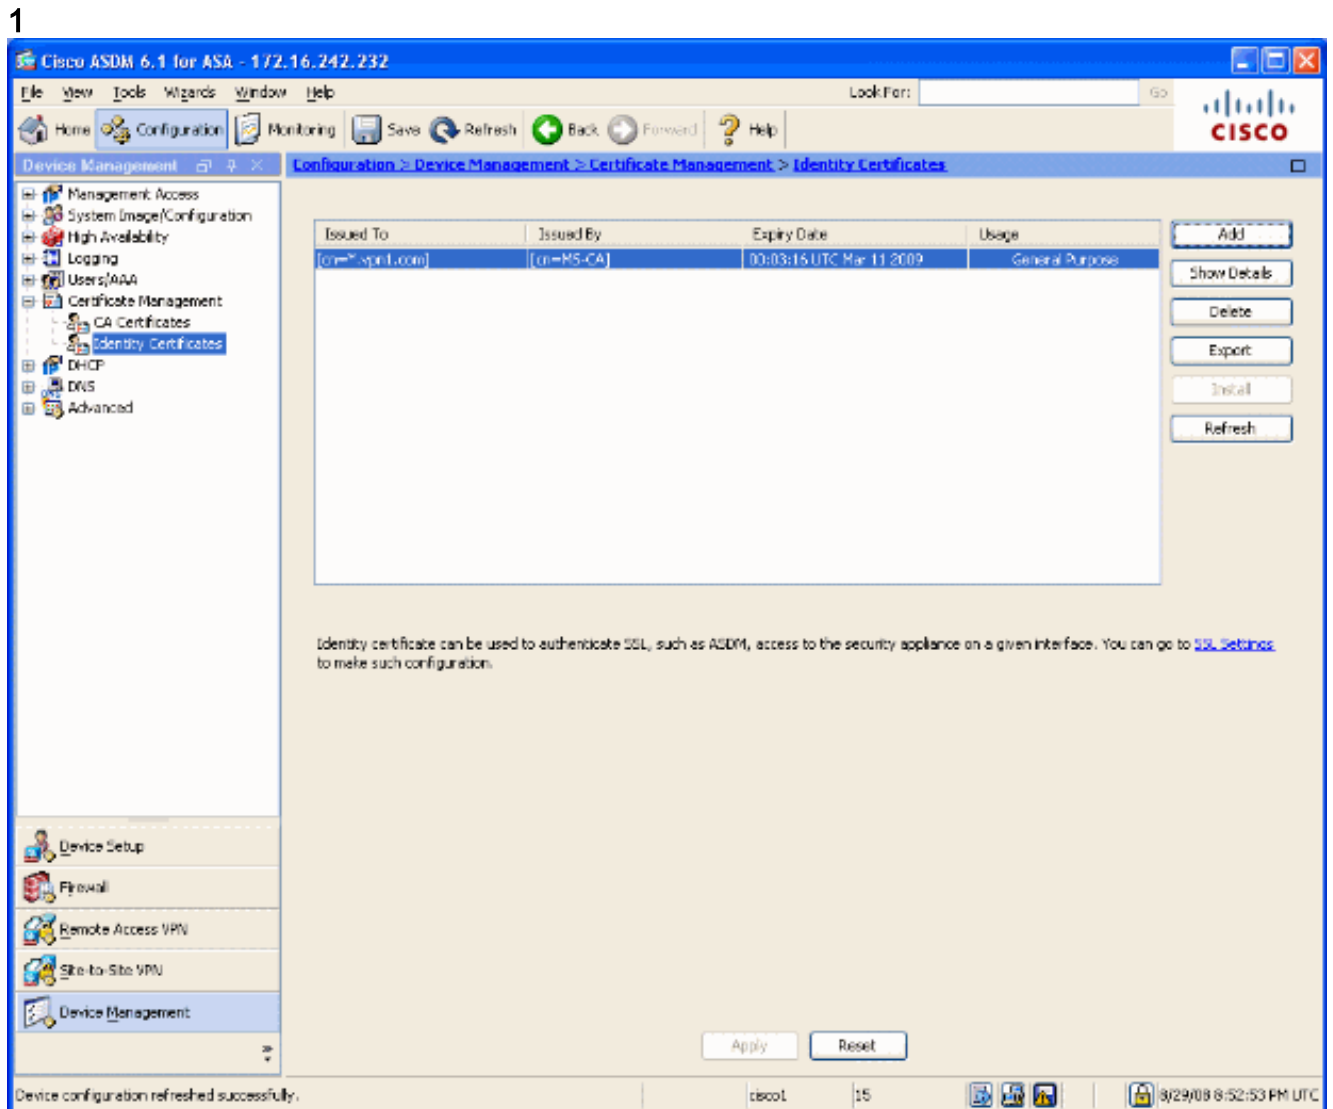 1
Cisco ASDM 6.1 for ASA - 172.16.242.232
File View Tools Wizards Window Help Look For: Go
Home Configuration Monitoring Save Refresh Back Forward Help
CISCO
Device Management
Configuration > Device Management > Certificate Management > Identity Certificates
Management Access
System Image/Configuration
High Availability
Logging
Users/AAA
Certificate Management
CA Certificates
Identity Certificates
DHCP
DNS
Advanced
Issued To Issued By Expiry Date Usage
[cn=*.vpn1.com] [cn=MS-CA] 00:03:16 UTC Mar 11 2009 General Purpose
Add
Show Details
Delete
Export
Install
Refresh
Identity certificate can be used to authenticate SSL, such as ASDM, access to the security appliance on a given interface. You can go to SSL Settings
to make such configuration.
Device Setup
Firewall
Remote Access VPN
Site-to-Site VPN
Device Management
Apply Reset
Device configuration refreshed successfully. cisco1 15 8/29/08 8:52:53 PM UTC